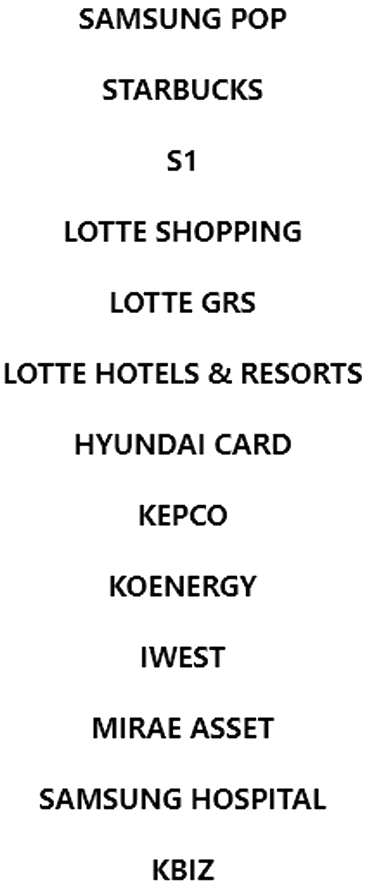 SAMSUNG POP
STARBUCKS
S1
LOTTE SHOPPING
LOTTE GRS
LOTTE HOTELS & RESORTS
HYUNDAI CARD
KEPCO
KOENERGY
IWEST
MIRAE ASSET
SAMSUNG HOSPITAL
KBIZ